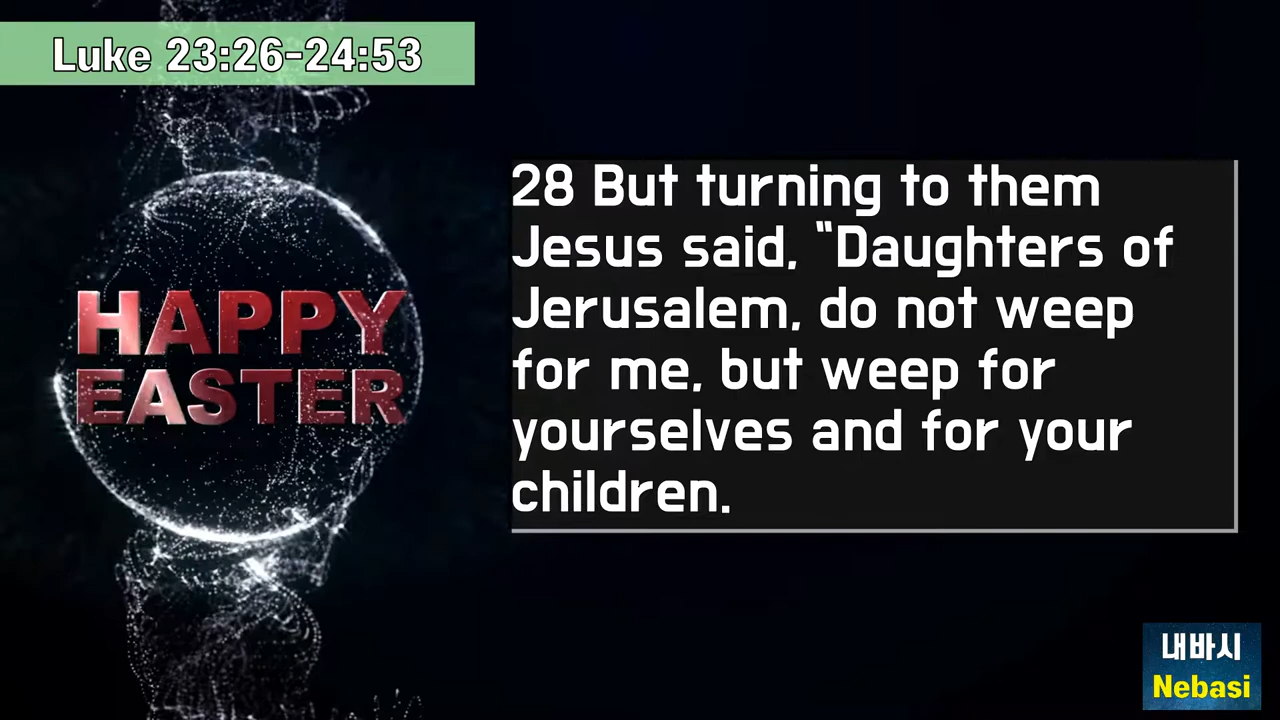 Luke 23:26-24:53
HAPPY
EASTER
28 But turning to them
Jesus said, “Daughters of
Jerusalem, do not weep
for me, but weep for
yourselves and for your
children.
내바시
Nebasi